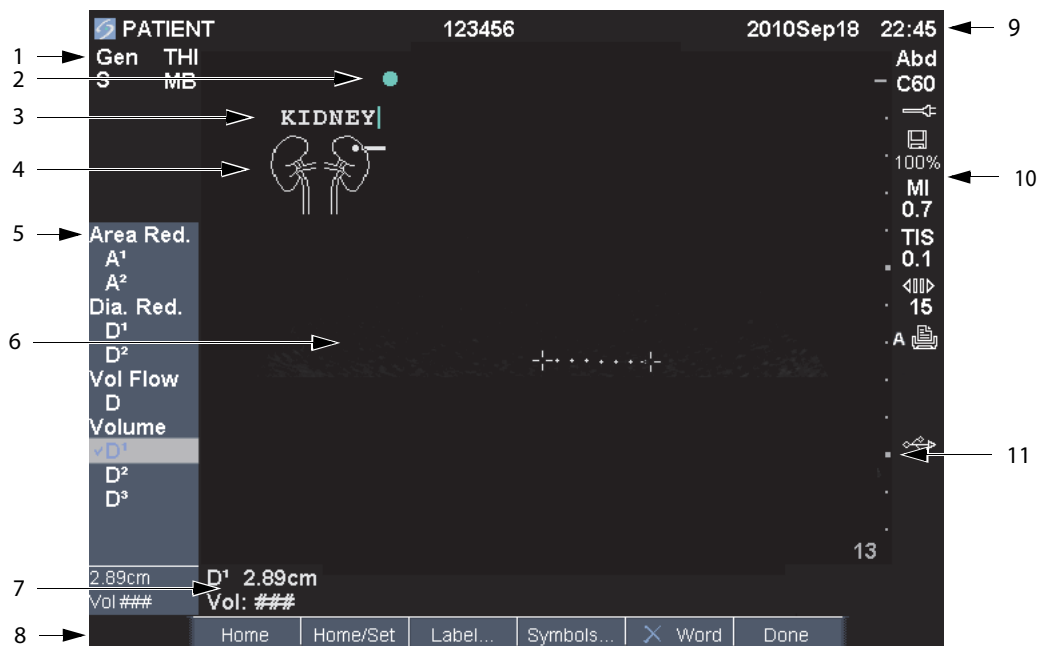 PATIENT 123456 2010Sep18 22:45 9
1 Gen THI
2 S MB
3 KIDNEY
4
Abd
C60
100%
10
MI
0.7
TIS
0.1
15
A
5 Area Red.
A¹
A²
Dia. Red.
D¹
6 D²
Vol Flow
D
Volume
✓D¹
D²
D³
11
13
2.89cm
Vol ###
7 D¹ 2.89cm
Vol: ###
8 Home Home/Set Label... Symbols... X Word Done